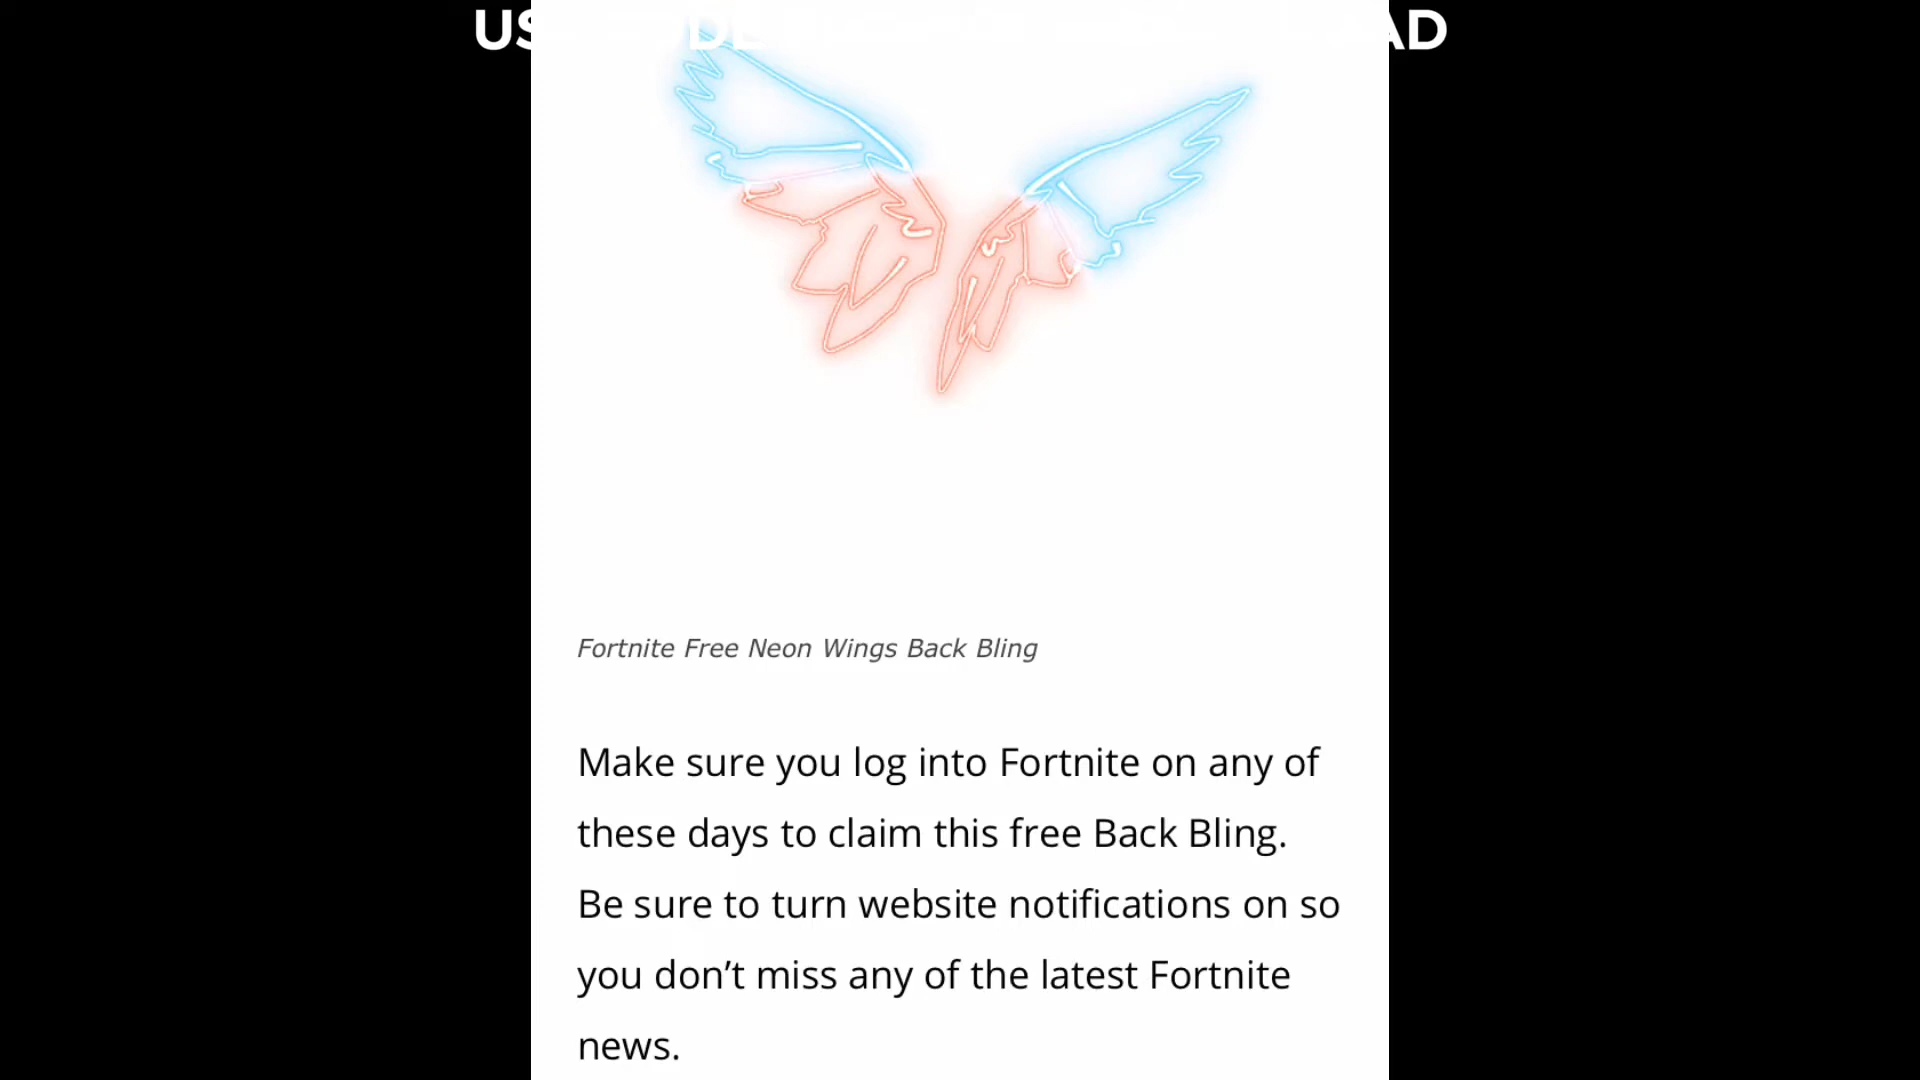 Fortnite Free Neon Wings Back Bling
Make sure you log into Fortnite on any of
these days to claim this free Back Bling.
Be sure to turn website notifications on so
you don’t miss any of the latest Fortnite
news.